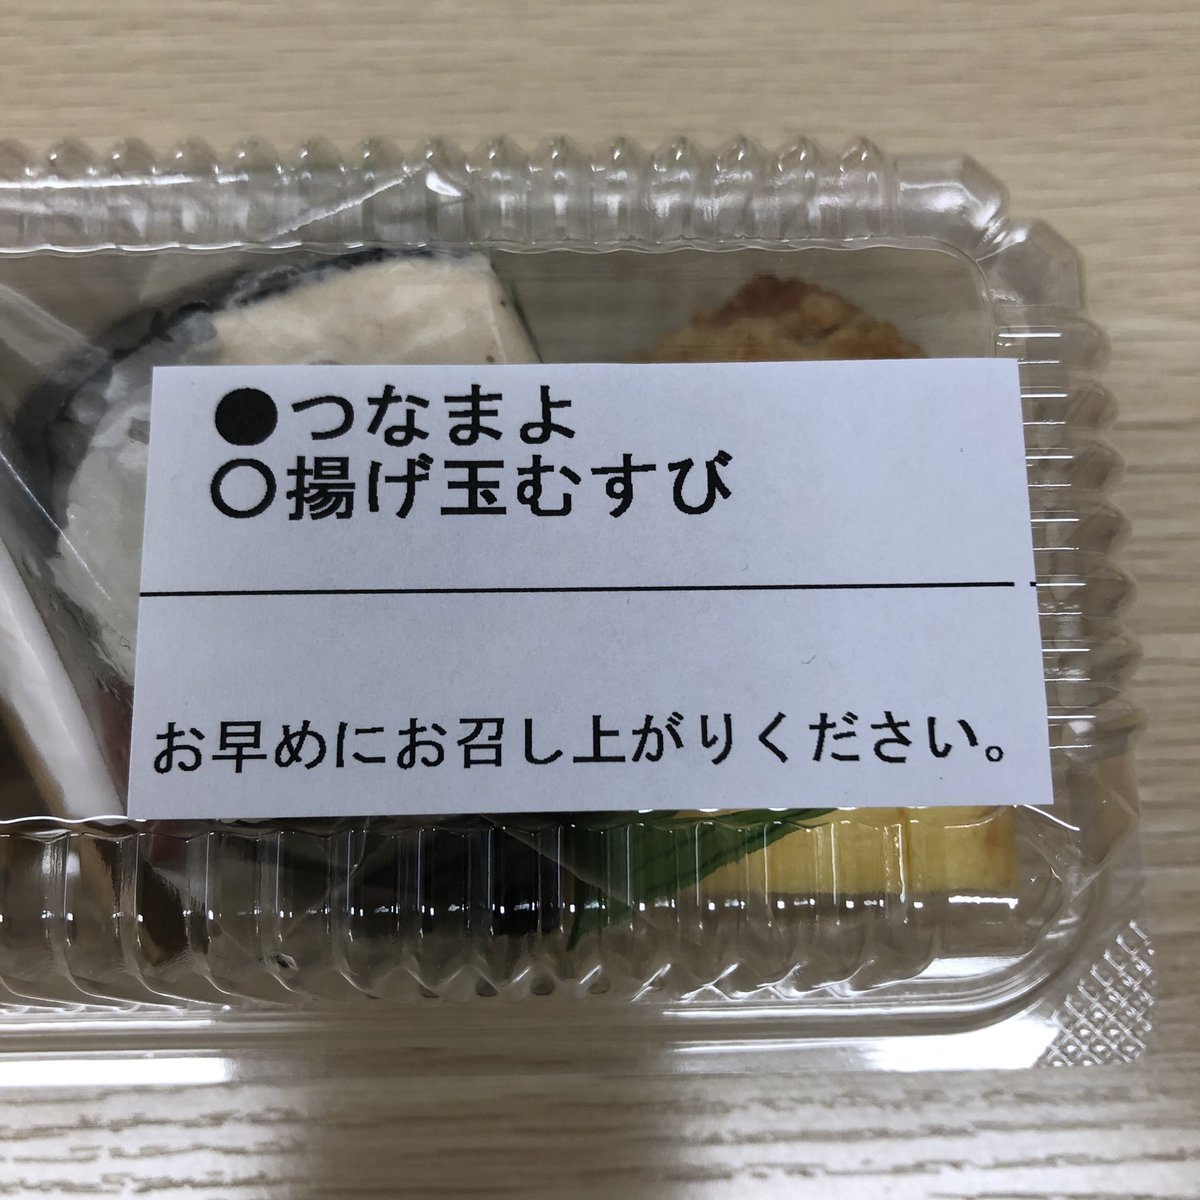 ●つなまよ
〇揚げ玉むすび
お早めにお召し上がりください。